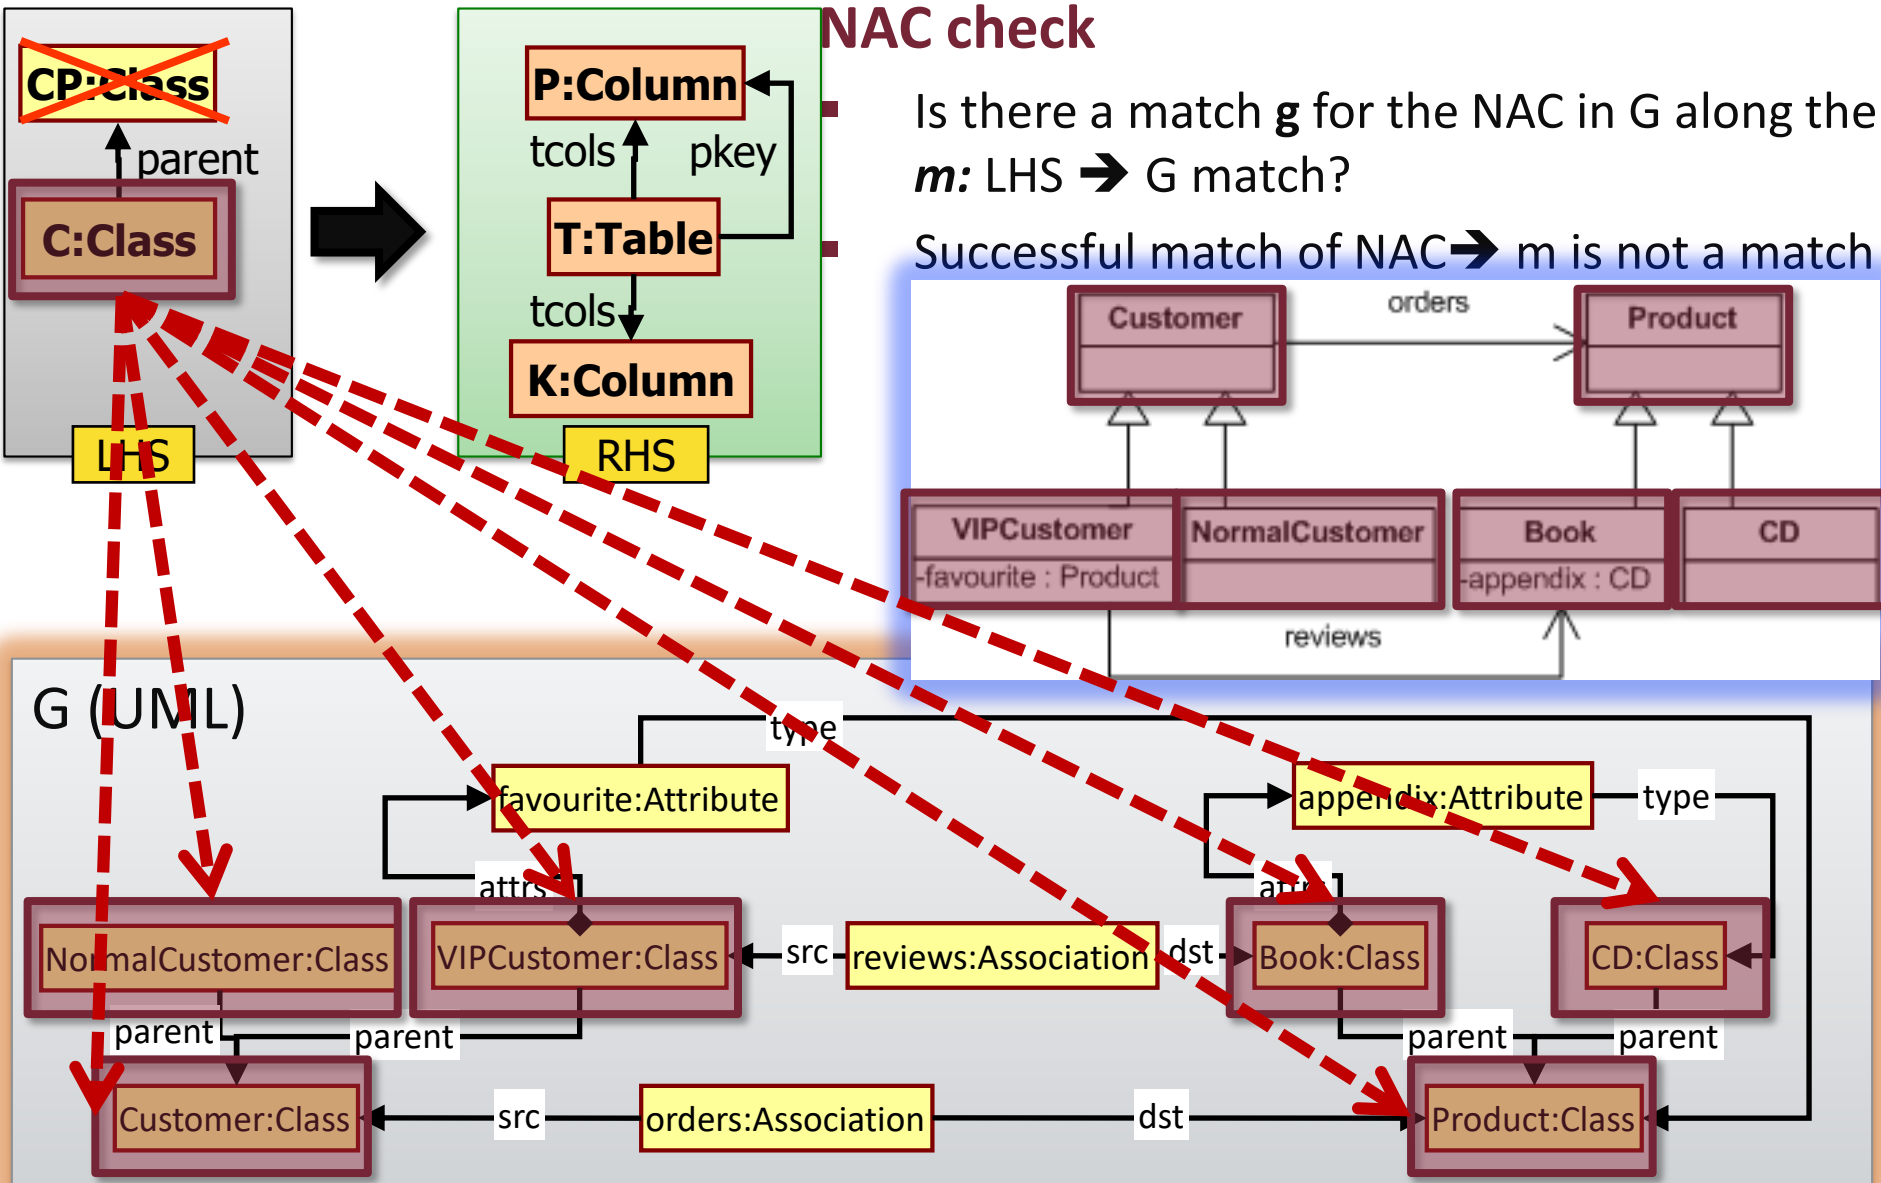 NAC check
Is there a match g for the NAC in G along the
m: LHS ➔ G match?
Successful match of NAC➔ m is not a match
CP:Class
parent
C:Class
LHS
P:Column
tcols
pkey
T:Table
tcols
K:Column
RHS
Customer
orders
Product
VIPCustomer
-favourite : Product
NormalCustomer
Book
-appendix : CD
CD
reviews
G (UML)
type
favourite:Attribute
appendix:Attribute
type
attrs
attrs
NormalCustomer:Class
VIPCustomer:Class
src
reviews:Association
dst
Book:Class
CD:Class
parent
parent
parent
parent
Customer:Class
src
orders:Association
dst
Product:Class